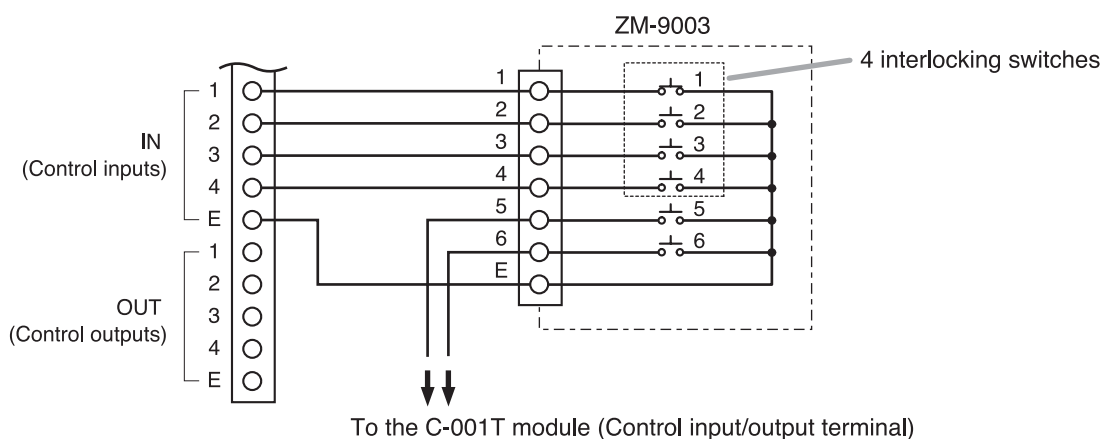 ZM-9003
4 interlocking switches
IN
(Control inputs)
1
2
3
4
E
OUT
(Control outputs)
1
2
3
4
E
1
2
3
4
5
6
E
1
2
3
4
5
6
To the C-001T module (Control input/output terminal)